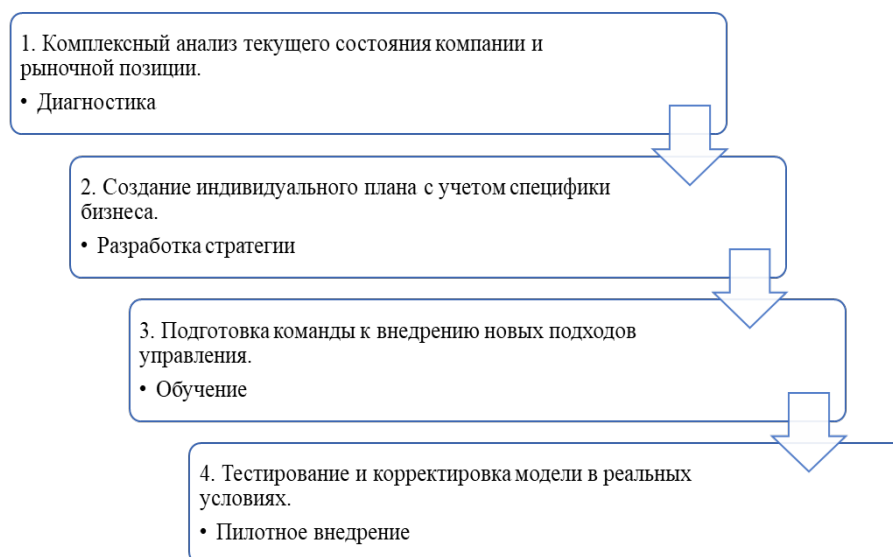 1. Комплексный анализ текущего состояния компании и
рыночной позиции.
• Диагностика
2. Создание индивидуального плана с учетом специфики
бизнеса.
• Разработка стратегии
3. Подготовка команды к внедрению новых подходов
управления.
• Обучение
4. Тестирование и корректировка модели в реальных
условиях.
• Пилотное внедрение